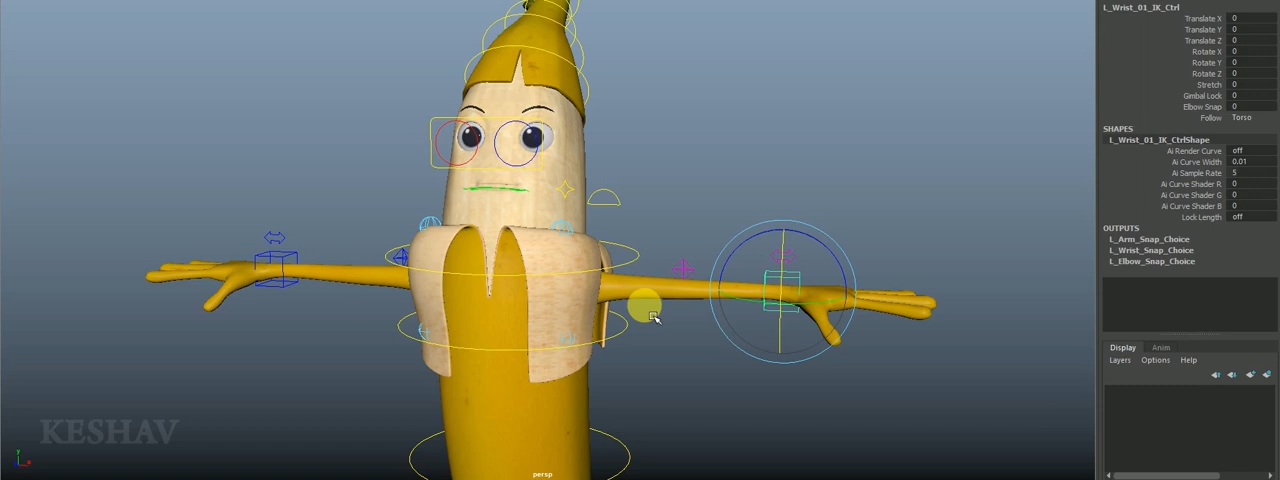 L_Wrist_01_IK_Ctrl
Translate X 0
Translate Y 0
Translate Z 0
Rotate X 0
Rotate Y 0
Rotate Z 0
Stretch 0
Gimbal Lock 0
Elbow Snap 0
Follow Torso
SHAPES
L_Wrist_01_IK_CtrlShape
Ai Render Curve off
Ai Curve Width 0.01
Ai Sample Rate 5
Ai Curve Shader R 0
Ai Curve Shader G 0
Ai Curve Shader B 0
Lock Length off
OUTPUTS
L_Arm_Snap_Choice
L_Wrist_Snap_Choice
L_Elbow_Snap_Choice
Display Anim
Layers Options Help
KESHAV
y
x
persp